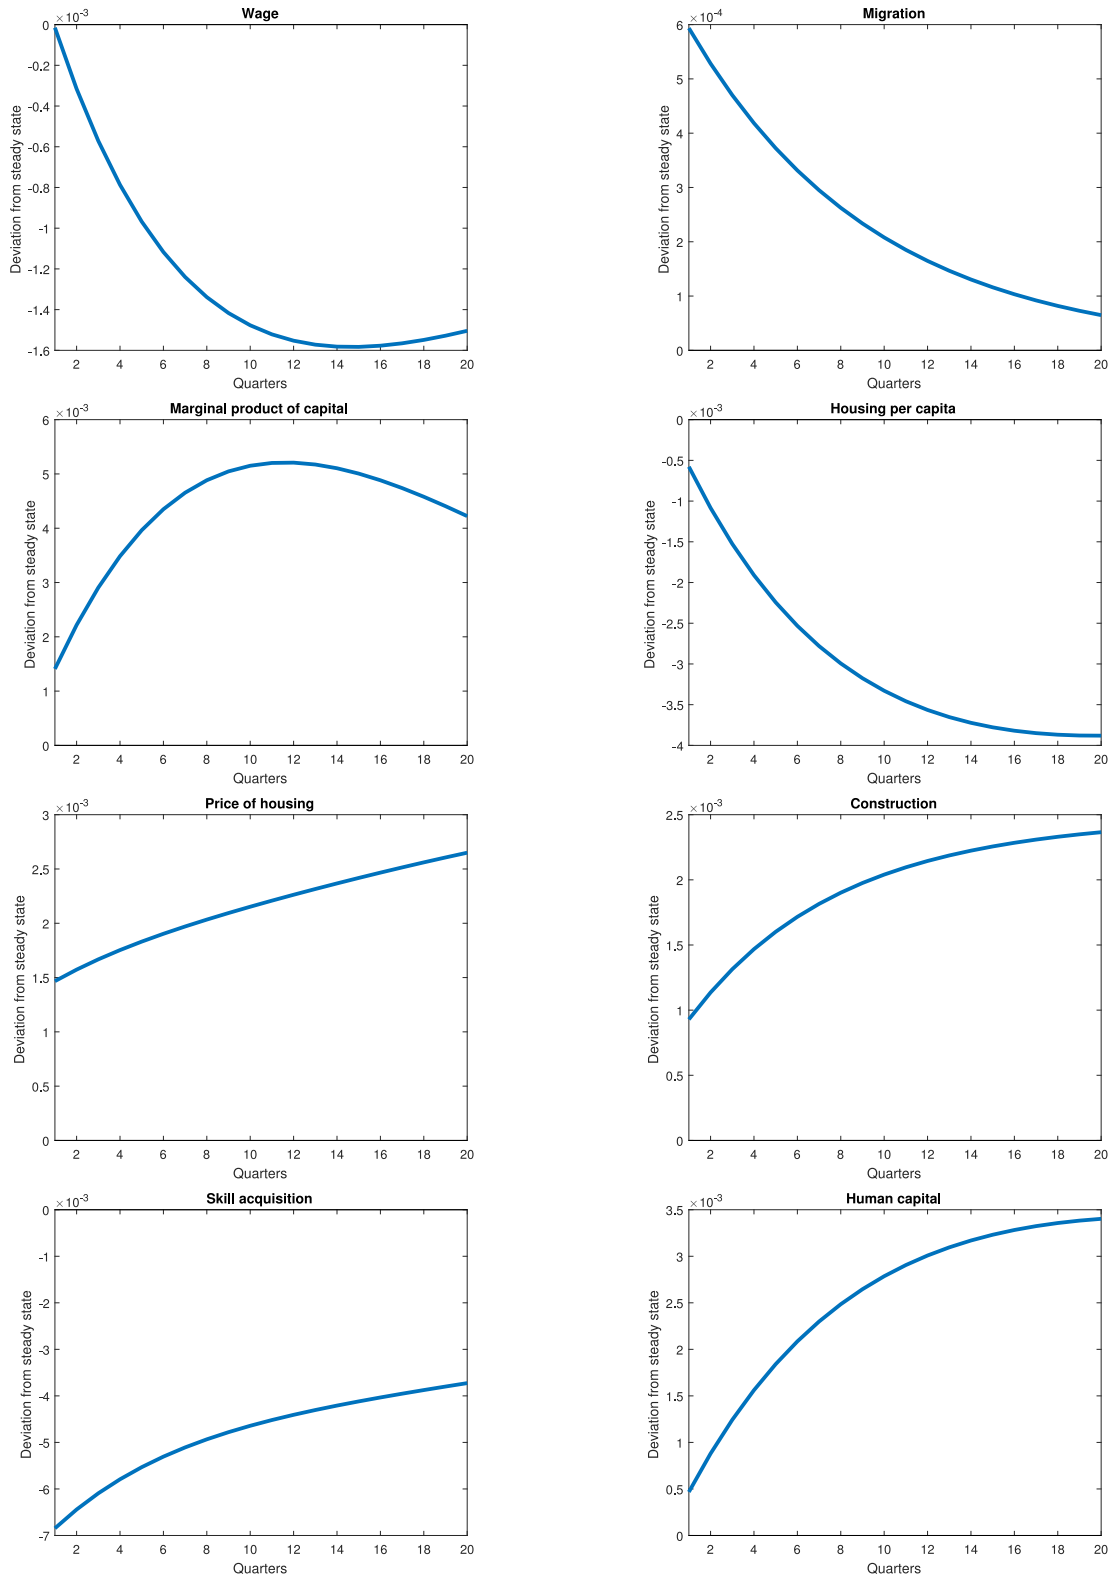 Wage
×10-3
0
-0.2
-0.4
-0.6
-0.8
-1
-1.2
-1.4
-1.6
Deviation from steady state
2 4 6 8 10 12 14 16 18 20
Quarters
Migration
×10-4
6
5
4
3
2
1
0
Deviation from steady state
2 4 6 8 10 12 14 16 18 20
Quarters
Marginal product of capital
×10-3
6
5
4
3
2
1
0
Deviation from steady state
2 4 6 8 10 12 14 16 18 20
Quarters
Housing per capita
×10-3
0
-0.5
-1
-1.5
-2
-2.5
-3
-3.5
-4
Deviation from steady state
2 4 6 8 10 12 14 16 18 20
Quarters
Price of housing
×10-3
3
2.5
2
1.5
1
0.5
0
Deviation from steady state
2 4 6 8 10 12 14 16 18 20
Quarters
Construction
×10-3
2.5
2
1.5
1
0.5
0
Deviation from steady state
2 4 6 8 10 12 14 16 18 20
Quarters
Skill acquisition
×10-3
0
-1
-2
-3
-4
-5
-6
-7
Deviation from steady state
2 4 6 8 10 12 14 16 18 20
Quarters
Human capital
×10-3
3.5
3
2.5
2
1.5
1
0.5
0
Deviation from steady state
2 4 6 8 10 12 14 16 18 20
Quarters